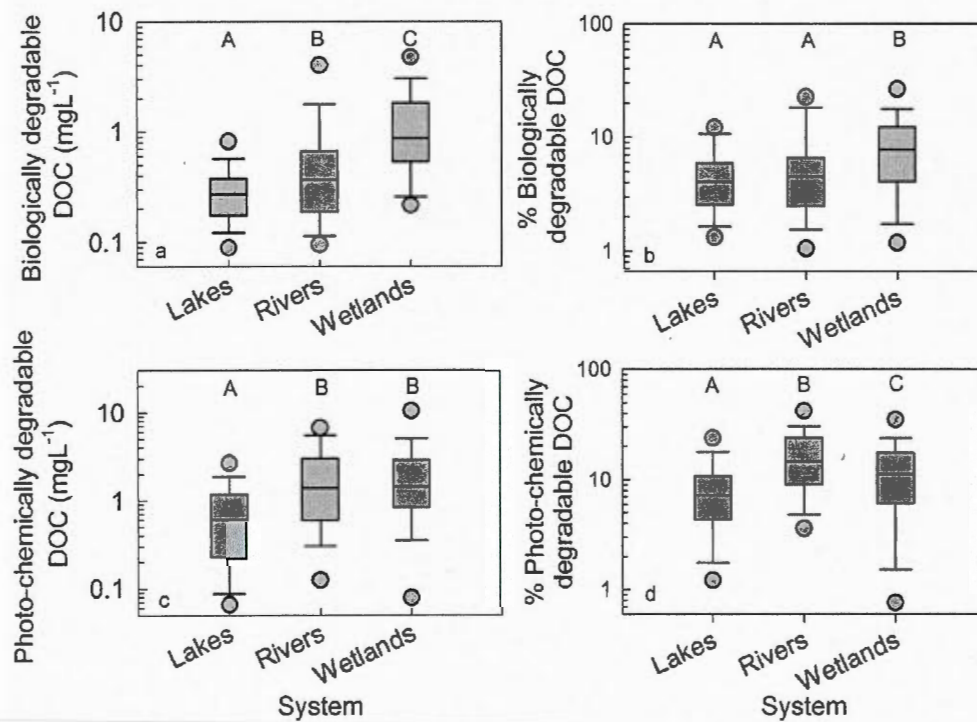 Biologically degradable
DOC (mgL-1)
10
1
0.1
A
B
C
a
Lakes
Rivers
Wetlands
% Biologically
degradable DOC
100
10
1
A
A
B
b
Lakes
Rivers
Wetlands
Photo-chemically degradable
DOC (mgL-1)
10
1
0.1
A
B
B
c
Lakes
Rivers
Wetlands
System
% Photo-chemically
degradable DOC
100
10
1
A
B
C
d
Lakes
Rivers
Wetlands
System